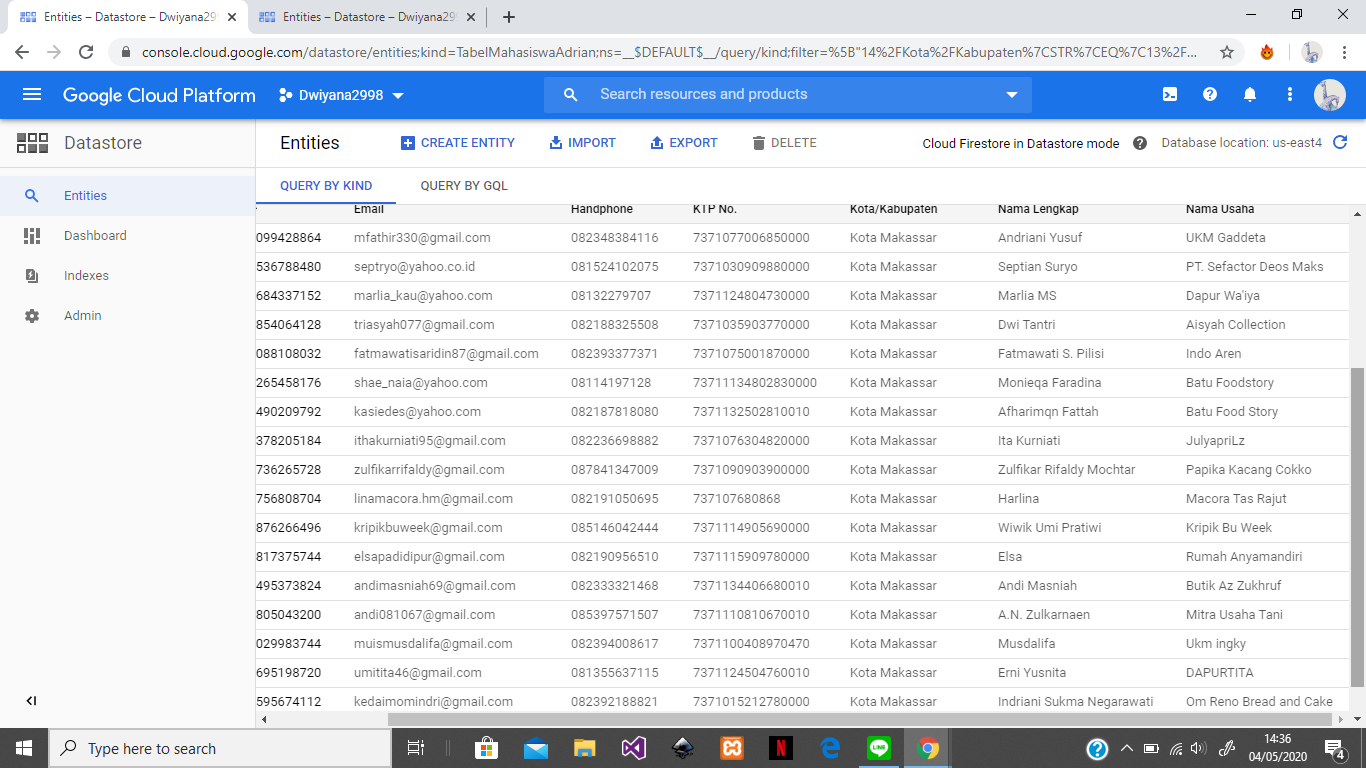 Entities – Datastore – Dwiyana299
Entities – Datastore – Dwiyana299
console.cloud.google.com/datastore/entities;kind=TabelMahasiswaAdrian;ns=__$DEFAULT$__/query/kind;filter=%5B"14%2FKota%2FKabupaten%7CSTR%7CEQ%7C13%2F...
Google Cloud Platform Dwiyana2998 Search resources and products
Datastore Entities CREATE ENTITY IMPORT EXPORT DELETE Cloud Firestore in Datastore mode Database location: us-east4
Entities QUERY BY KIND QUERY BY GQL
Dashboard
Indexes
Admin
Email Handphone KTP No. Kota/Kabupaten Nama Lengkap Nama Usaha
099428864 mfathir330@gmail.com 082348384116 7371077006850000 Kota Makassar Andriani Yusuf UKM Gaddeta
536788480 septryo@yahoo.co.id 081524102075 7371030909880000 Kota Makassar Septian Suryo PT. Sefactor Deos Maks
684337152 marlia_kau@yahoo.com 08132279707 7371124804730000 Kota Makassar Marlia MS Dapur Wa'iya
854064128 triasyah077@gmail.com 082188325508 7371035903770000 Kota Makassar Dwi Tantri Aisyah Collection
088108032 fatmawatisaridin87@gmail.com 082393377371 7371075001870000 Kota Makassar Fatmawati S. Pilisi Indo Aren
265458176 shae_naia@yahoo.com 08114197128 73711134802830000 Kota Makassar Monieqa Faradina Batu Foodstory
490209792 kasiedes@yahoo.com 082187818080 7371132502810010 Kota Makassar Afharimqn Fattah Batu Food Story
378205184 ithakurniati95@gmail.com 082236698882 7371076304820000 Kota Makassar Ita Kurniati JulyapriLz
736265728 zulfikarrifaldy@gmail.com 087841347009 7371090903900000 Kota Makassar Zulfikar Rifaldy Mochtar Papika Kacang Cokko
756808704 linamacora.hm@gmail.com 082191050695 737107680868 Kota Makassar Harlina Macora Tas Rajut
876266496 kripikbuweek@gmail.com 085146042444 7371114905690000 Kota Makassar Wiwik Umi Pratiwi Kripik Bu Week
817375744 elsapadidipur@gmail.com 082190956510 7371115909780000 Kota Makassar Elsa Rumah Anyamandiri
495373824 andimasniah69@gmail.com 082333321468 7371134406680010 Kota Makassar Andi Masniah Butik Az Zukhruf
805043200 andi081067@gmail.com 085397571507 7371110810670010 Kota Makassar A.N. Zulkarnaen Mitra Usaha Tani
029983744 muismusdalifa@gmail.com 082394008617 7371100408970470 Kota Makassar Musdalifa Ukm ingky
695198720 umitita46@gmail.com 081355637115 7371124504760010 Kota Makassar Erni Yusnita DAPURTITA
595674112 kedaimomindri@gmail.com 082392188821 7371015212780000 Kota Makassar Indriani Sukma Negarawati Om Reno Bread and Cake
Type here to search
14:36
04/05/2020
4